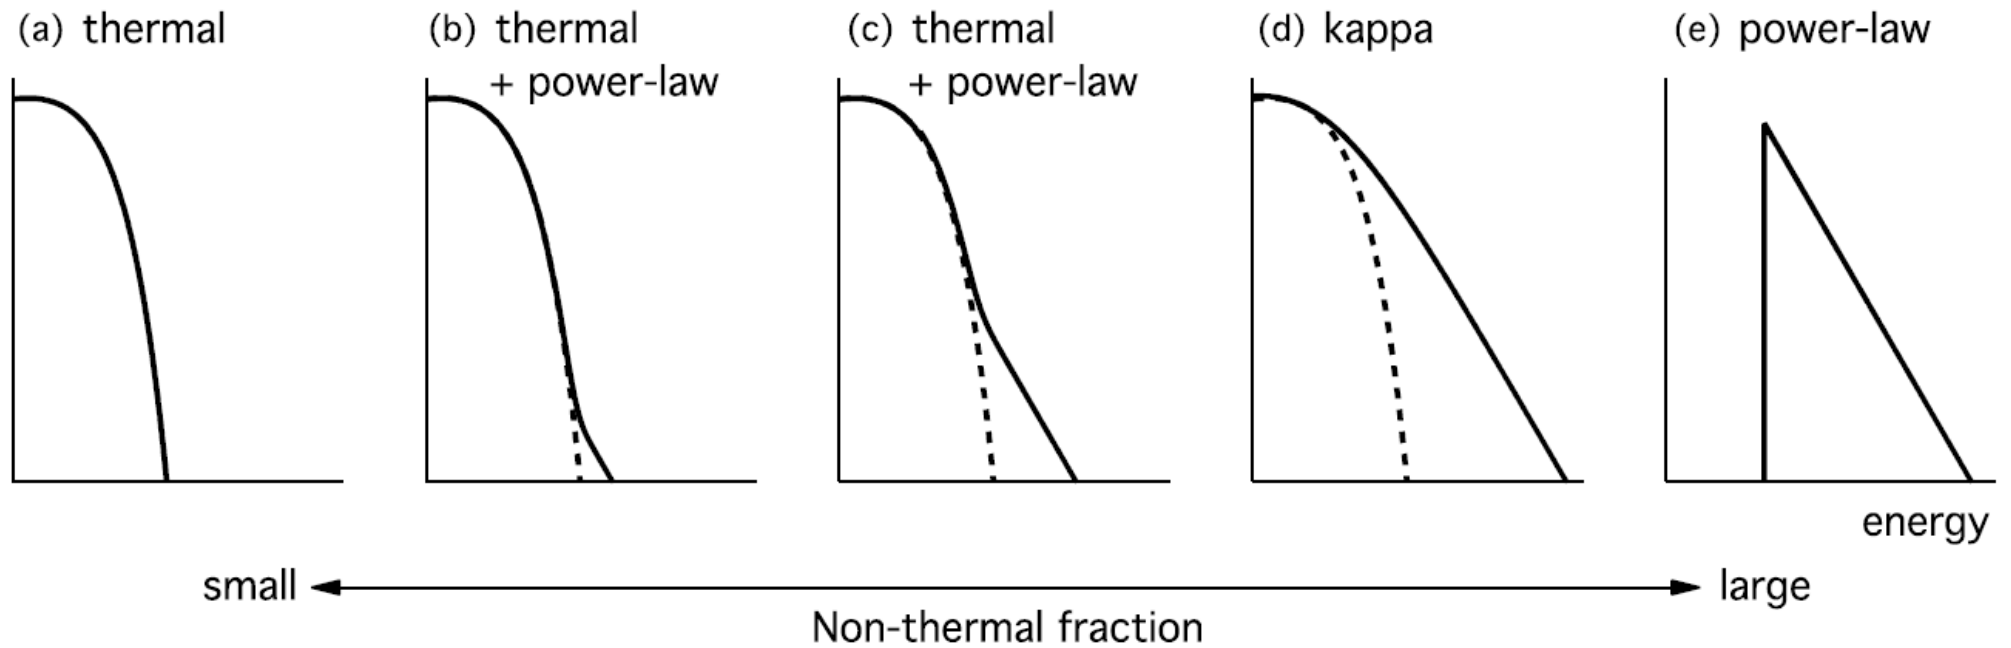 (a) thermal
(b) thermal
+ power-law
(c) thermal
+ power-law
(d) kappa
(e) power-law
energy
small
large
Non-thermal fraction